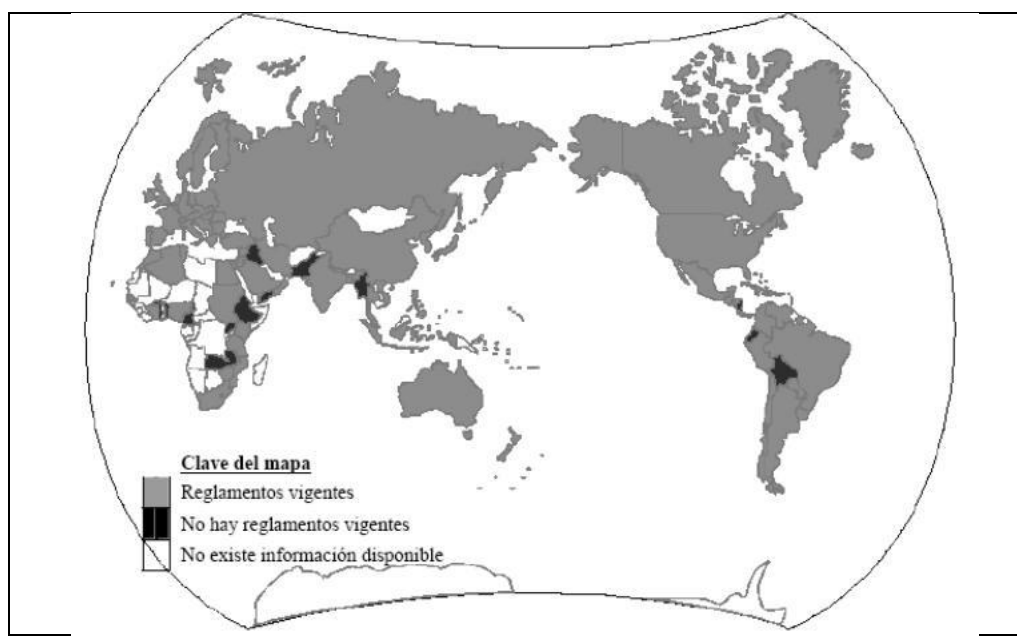 Clave del mapa
Reglamentos vigentes
No hay reglamentos vigentes
No existe información disponible